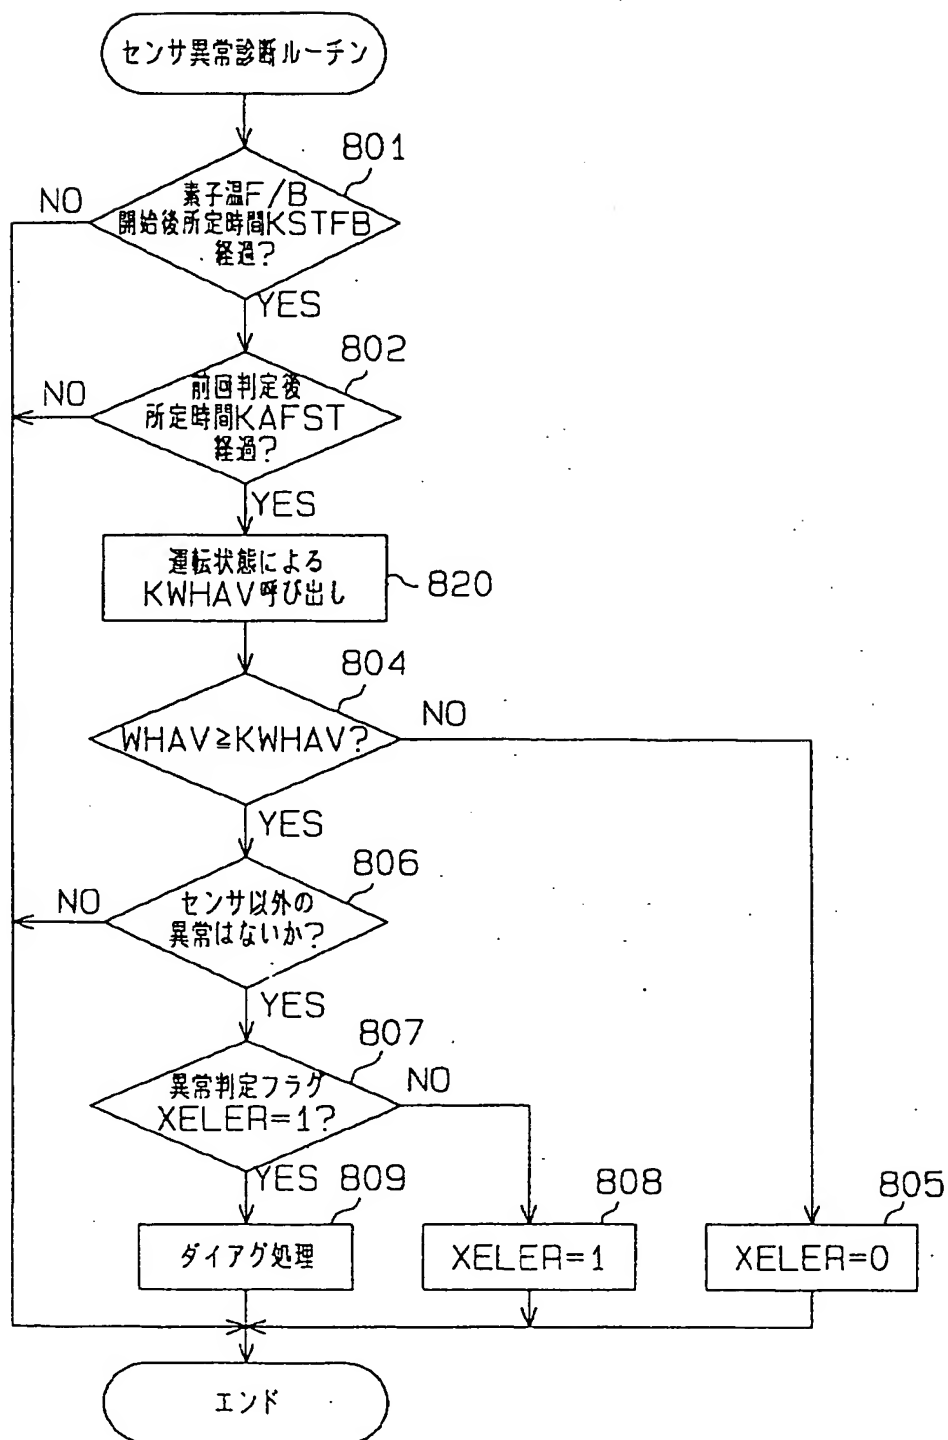 センサ異常診断ルーチン
801
素子温F/B
開始後所定時間KSTFB
経過?
NO
YES
802
前回判定後
所定時間KAFST
経過?
NO
YES
運転状態による
KWHAV呼び出し
820
804
WHAV≧KWHAV?
NO
YES
806
センサ以外の
異常はないか?
NO
YES
807
異常判定フラグ
XELER=1?
NO
YES
809
ダイアグ処理
808
XELER=1
805
XELER=0
エンド